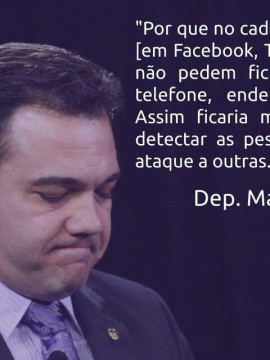 "Por que no cada
[em Facebook, T
não pedem fic
telefone, ende
Assim ficaria m
detectar as pes
ataque a outras.
Dep. Ma